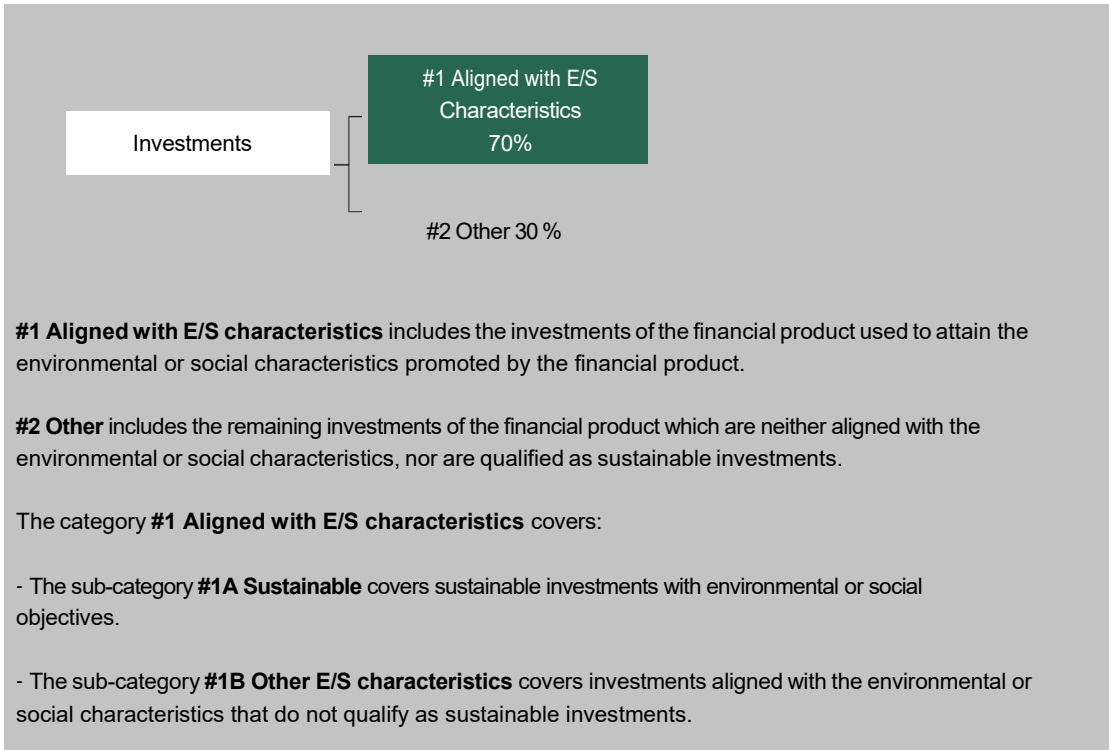 #1 Aligned with E/S
Characteristics
70%
Investments
#2 Other 30 %
#1 Aligned with E/S characteristics includes the investments of the financial product used to attain the
environmental or social characteristics promoted by the financial product.
#2 Other includes the remaining investments of the financial product which are neither aligned with the
environmental or social characteristics, nor are qualified as sustainable investments.
The category #1 Aligned with E/S characteristics covers:
- The sub-category #1A Sustainable covers sustainable investments with environmental or social
objectives.
- The sub-category #1B Other E/S characteristics covers investments aligned with the environmental or
social characteristics that do not qualify as sustainable investments.